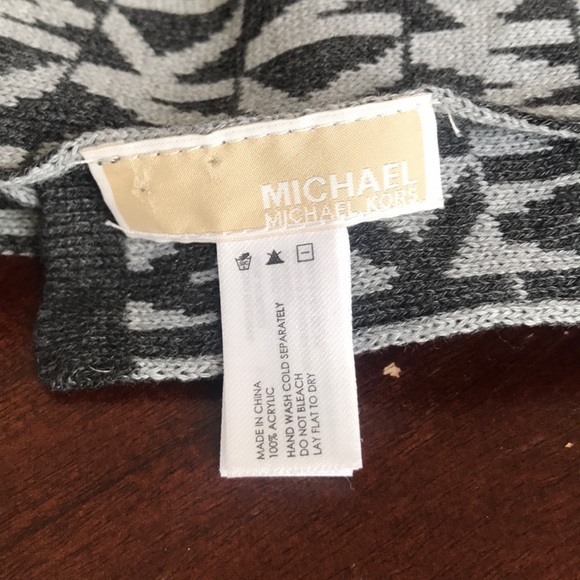 MICHAEL
MICHAEL KORS
MADE IN CHINA
100% ACRYLIC
HAND WASH COLD SEPARATELY
DO NOT BLEACH
LAY FLAT TO DRY